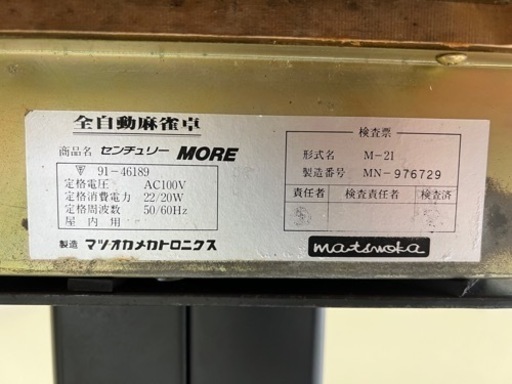 全自動麻雀卓
商品名 センチュリー MORE
▽ 91-46189
定格電圧 AC100V
定格消費電力 22/20W
定格周波数 50/60Hz
屋内用
製造 マツオカメカトロニクス
検査票
形式名 M-21
製造番号 MN-976729
責任者 検査責任者 検査済
matsuoka